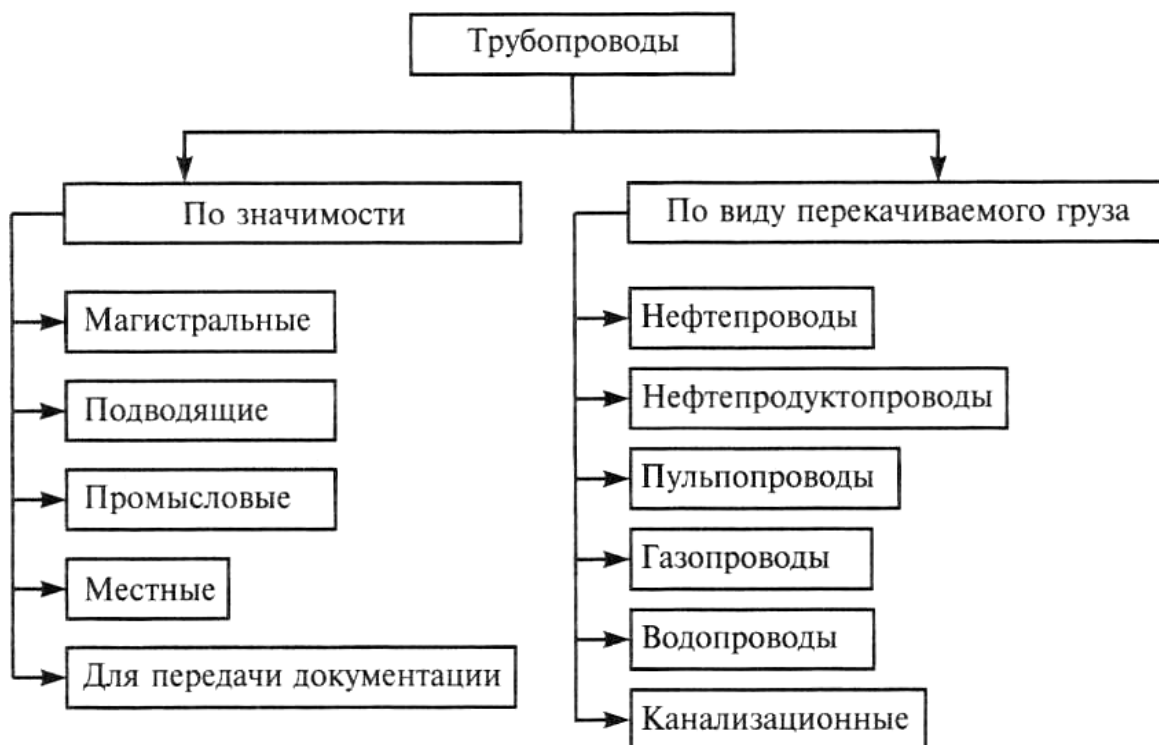 Трубопроводы
По значимости
Магистральные
Подводящие
Промысловые
Местные
Для передачи документации
По виду перекачиваемого груза
Нефтепроводы
Нефтепродуктопроводы
Пульпопроводы
Газопроводы
Водопроводы
Канализационные